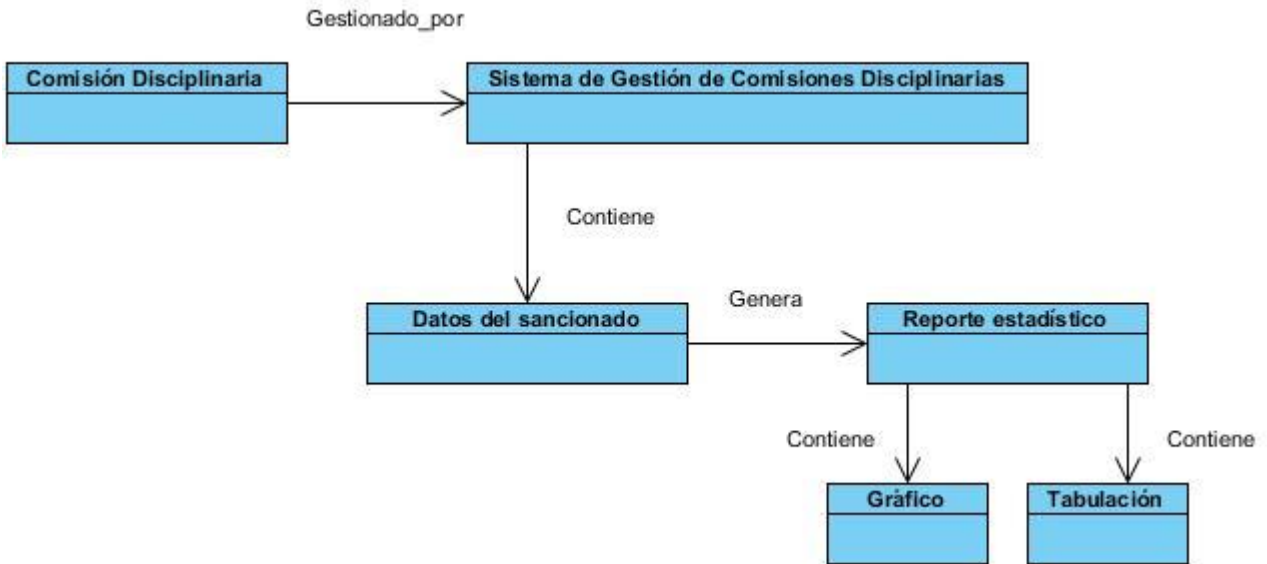 Gestionado_por
Comisión Disciplinaria
Sistema de Gestión de Comisiones Disciplinarias
Contiene
Datos del sancionado
Genera
Reporte estadístico
Contiene
Contiene
Gráfico
Tabulación